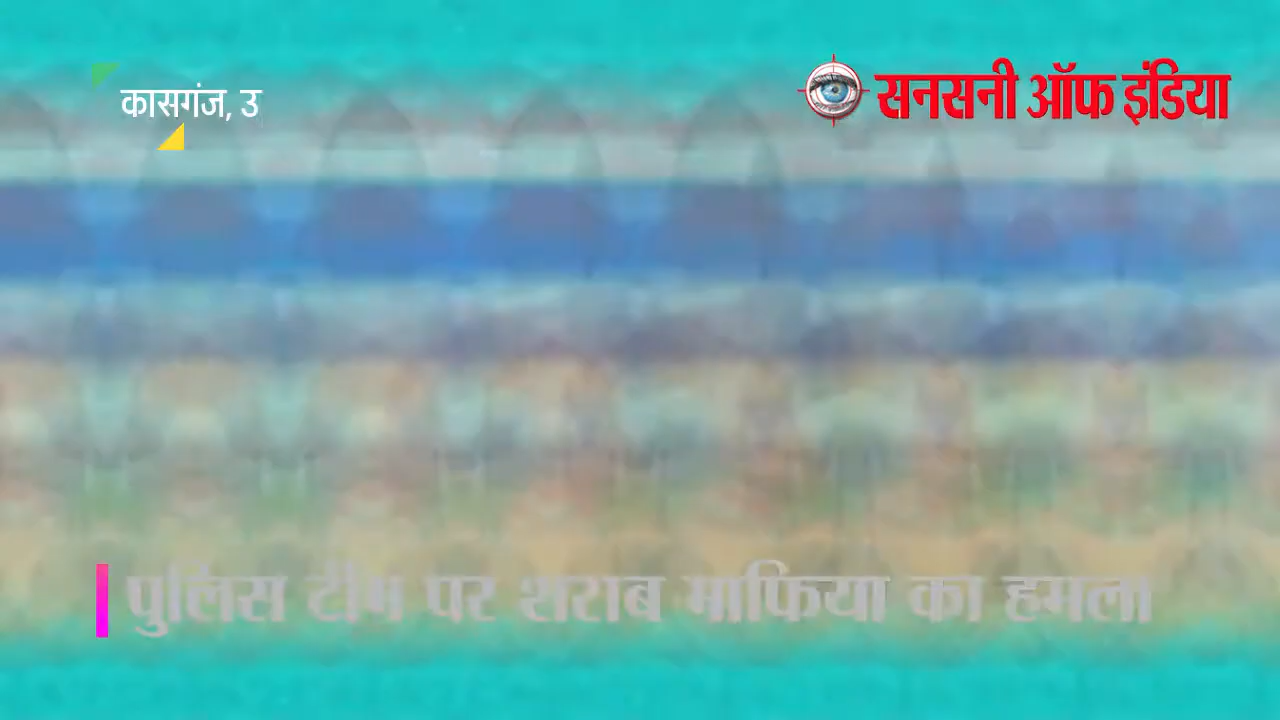 कासगंज, उ
सनसनी ऑफ इंडिया
पुलिस टीम पर शराब माफिया का हमला